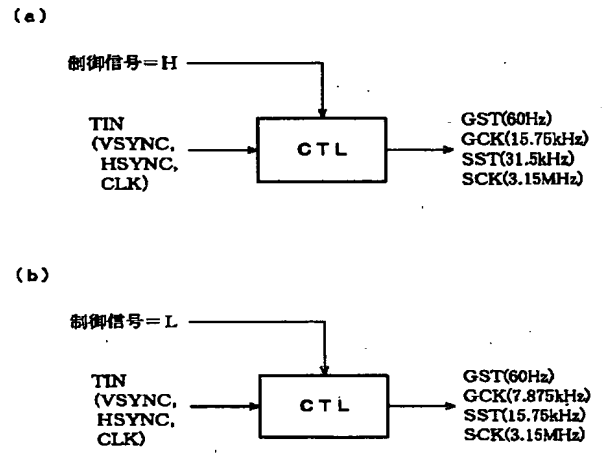 (a)
制御信号=H
TIN
(VSYNC,
HSYNC,
CLK)
CTL
GST(60Hz)
GCK(15.75kHz)
SST(31.5kHz)
SCK(3.15MHz)
(b)
制御信号=L
TIN
(VSYNC,
HSYNC,
CLK)
CTL
GST(60Hz)
GCK(7.875kHz)
SST(15.75kHz)
SCK(3.15MHz)